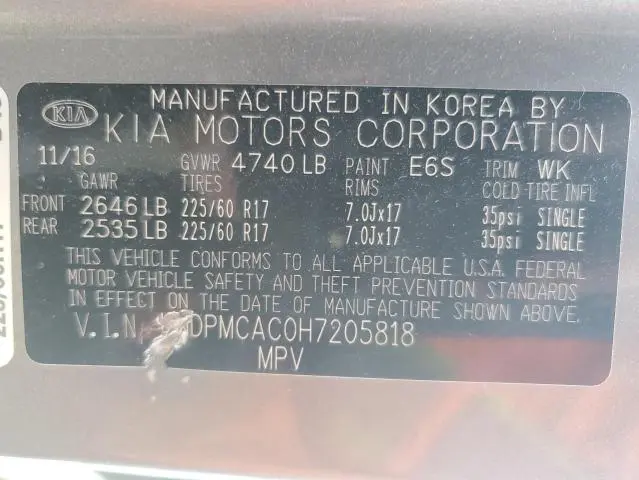 MANUFACTURED IN KOREA BY
KIA KIA MOTORS CORPORATION
11/16 GVWR 4740 LB PAINT E6S TRIM WK
GAWR TIRES RIMS COLD TIRE INFL
FRONT 2646 LB 225/60 R17 7.0Jx17 35psi SINGLE
REAR 2535 LB 225/60 R17 7.0Jx17 35psi SINGLE
THIS VEHICLE CONFORMS TO ALL APPLICABLE U.S.A. FEDERAL
MOTOR VEHICLE SAFETY AND THEFT PREVENTION STANDARDS
IN EFFECT ON THE DATE OF MANUFACTURE SHOWN ABOVE.
V.I.N DPMCAC0H7205818
MPV